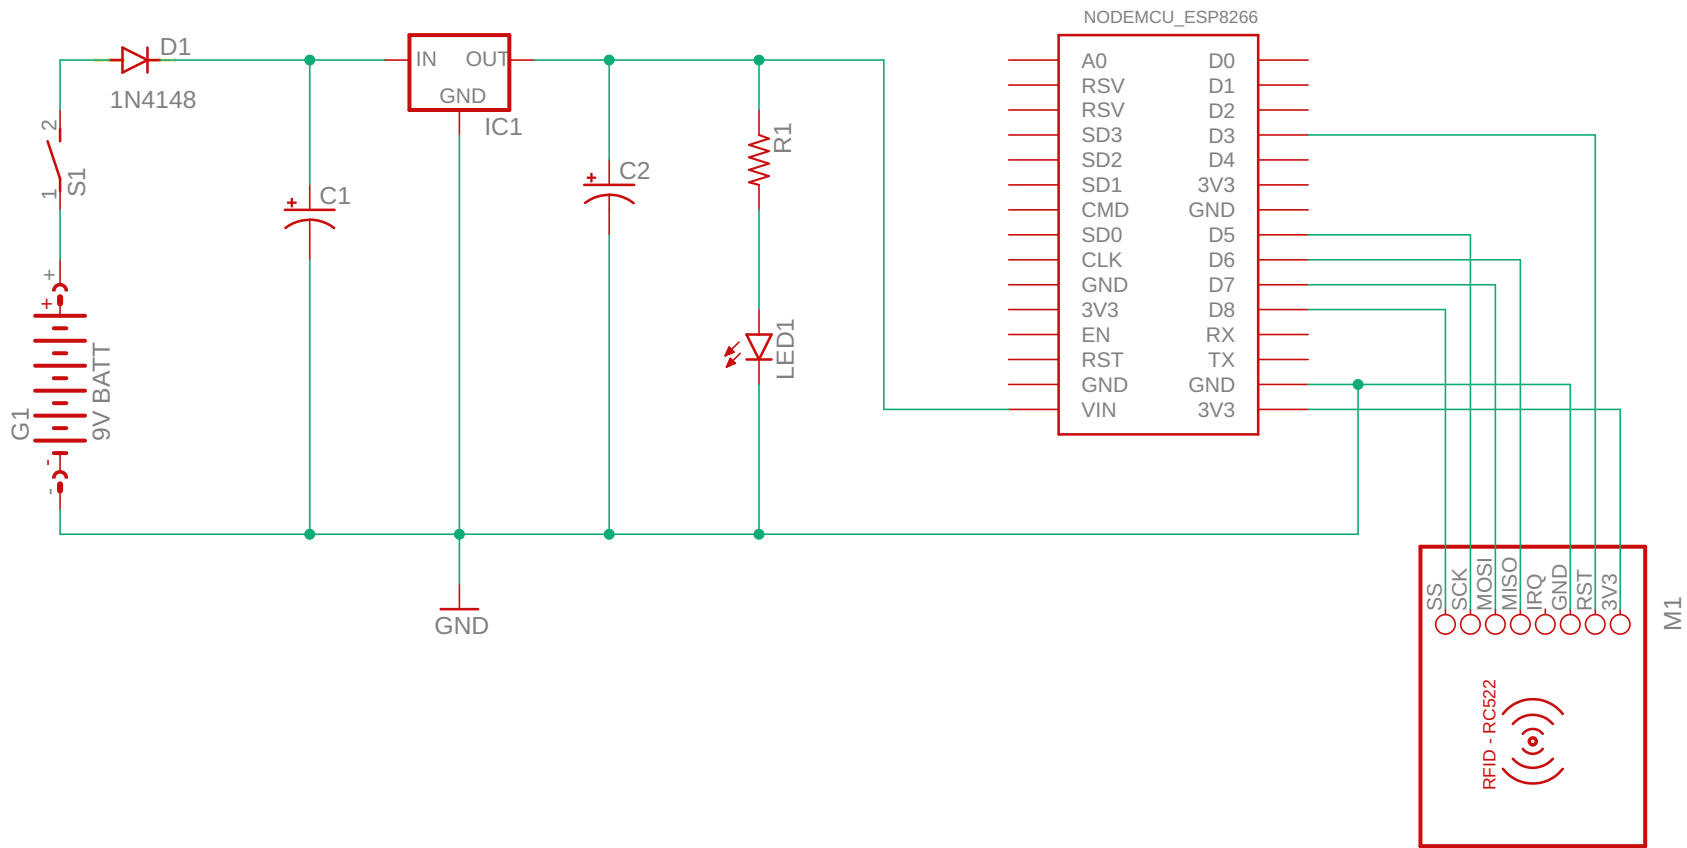 NODEMCU_ESP8266
D1
1N4148
IN
OUT
GND
IC1
2
1
S1
+
+
C1
+
C2
+
R1
LED1
G1
9V BATT
-
-
GND
A0
RSV
RSV
SD3
SD2
SD1
CMD
SD0
CLK
GND
3V3
EN
RST
GND
VIN
D0
D1
D2
D3
D4
3V3
GND
D5
D6
D7
D8
RX
TX
GND
3V3
SS
SCK
MOSI
MISO
IRQ
GND
RST
3V3
M1
RFID - RC522